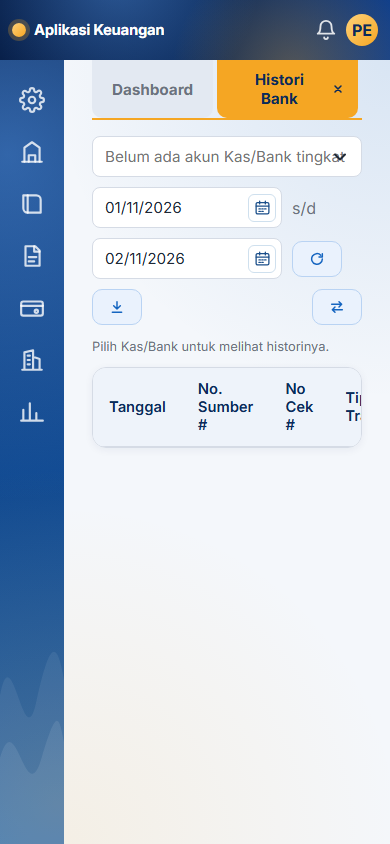 Aplikasi Keuangan
PE
Dashboard
Histori
Bank
Belum ada akun Kas/Bank tingkat
01/11/2026
s/d
02/11/2026
Pilih Kas/Bank untuk melihat historinya.
Tanggal
No.
Sumber
#
No
Cek
#